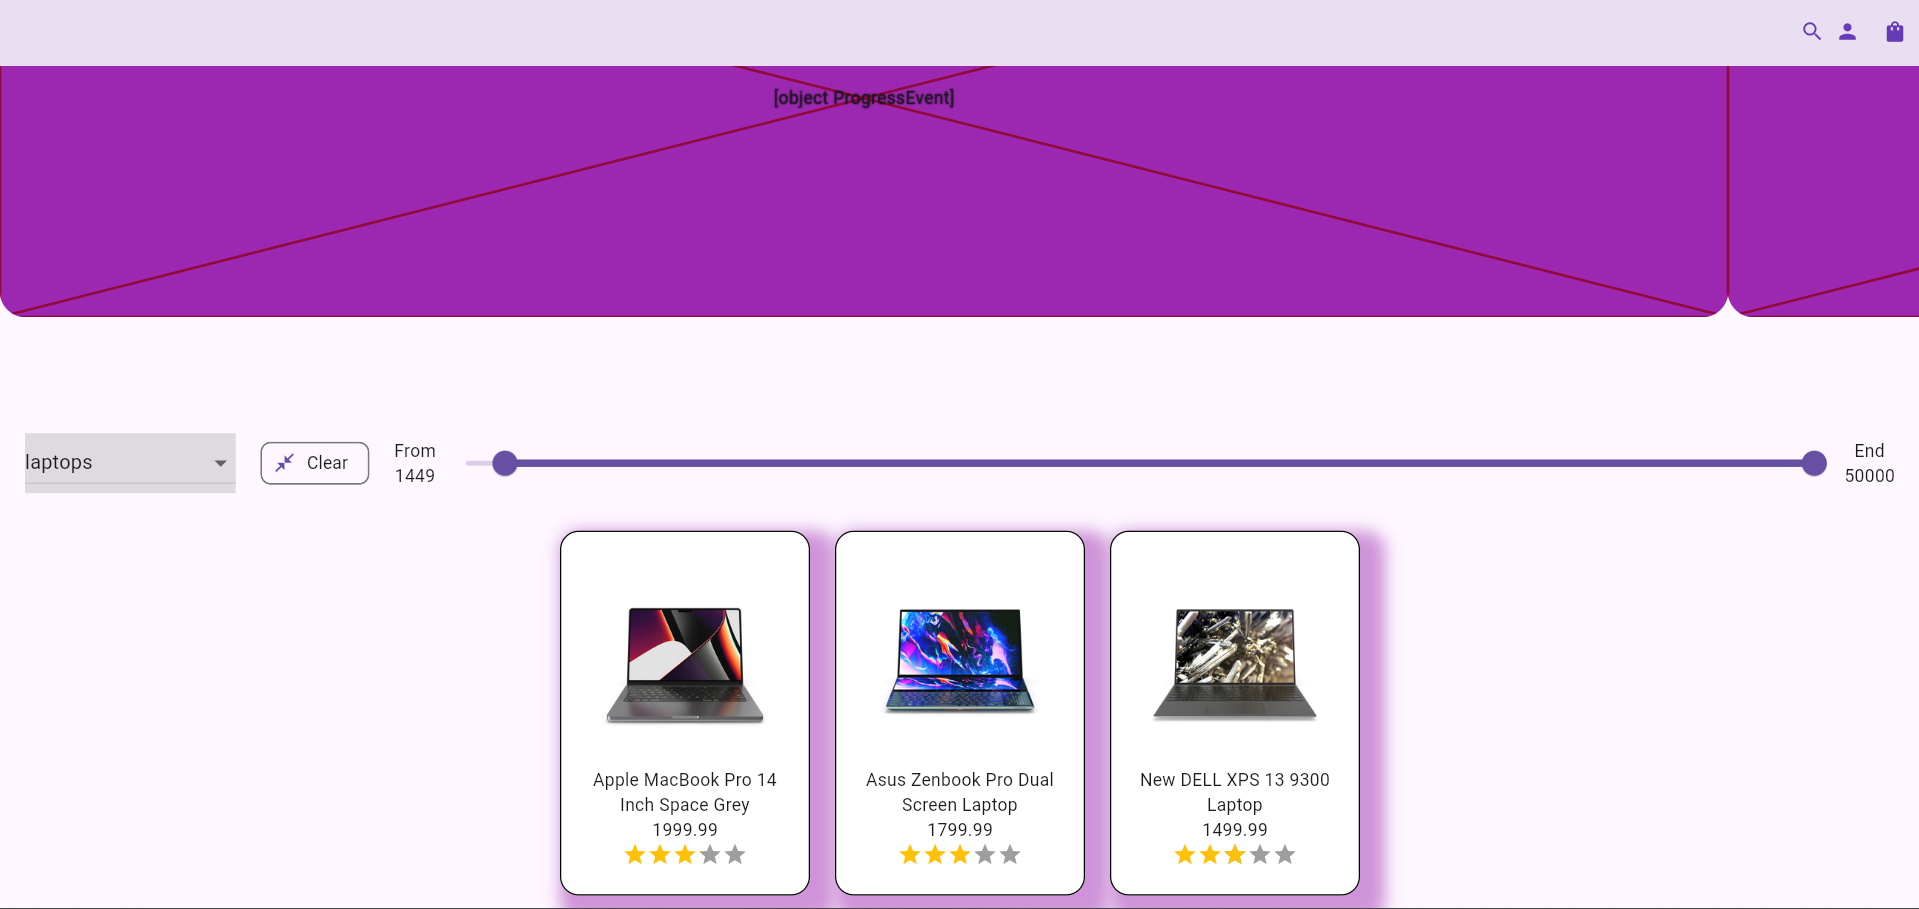 [object ProgressEvent]
laptops
Clear
From
1449
End
50000
Apple MacBook Pro 14
Inch Space Grey
1999.99
Asus Zenbook Pro Dual
Screen Laptop
1799.99
New DELL XPS 13 9300
Laptop
1499.99